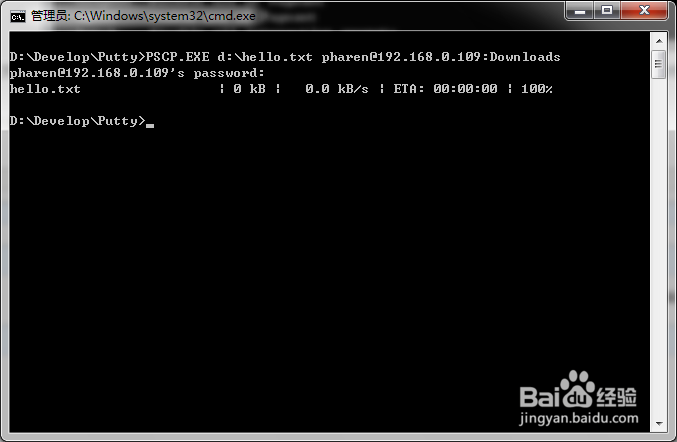 管理员: C:\Windows\system32\cmd.exe
D:\Develop\Putty>PSCP.EXE d:\hello.txt pharen@192.168.0.109:Downloads
pharen@192.168.0.109's password:
hello.txt | 0 kB | 0.0 kB/s | ETA: 00:00:00 | 100%
D:\Develop\Putty>
Baidu经验
jingyan.baidu.com